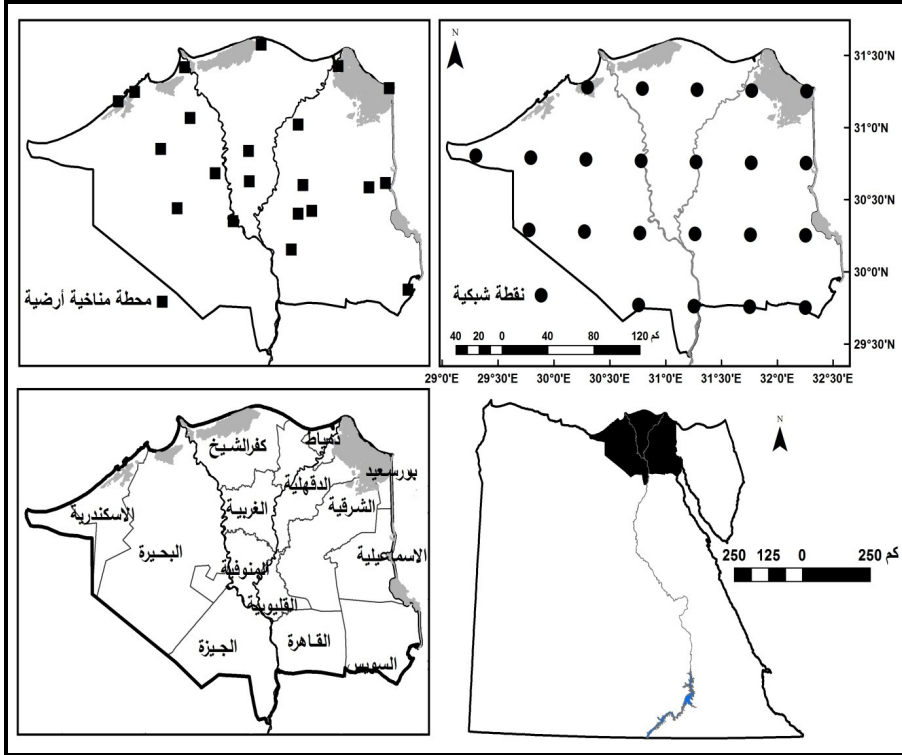 محطة مناخية أرضية
N
31°30'N
31°0'N
30°30'N
30°0'N
29°30'N
نقطة شبكية
40 20 0 40 80 120 كم
29°0'E 30°0'E 30°30'E 31°0'E 31°30'E 32°0'E 32°30'E
دمياط
كفرالشيخ
بورسعيد
الدقهلية
الشرقية
الغربية
الاسكندرية
البحيرة
الاسماعيلية
المنوفية
القليوبية
القاهرة
الجيزة
السويس
N
250 125 0 250 كم